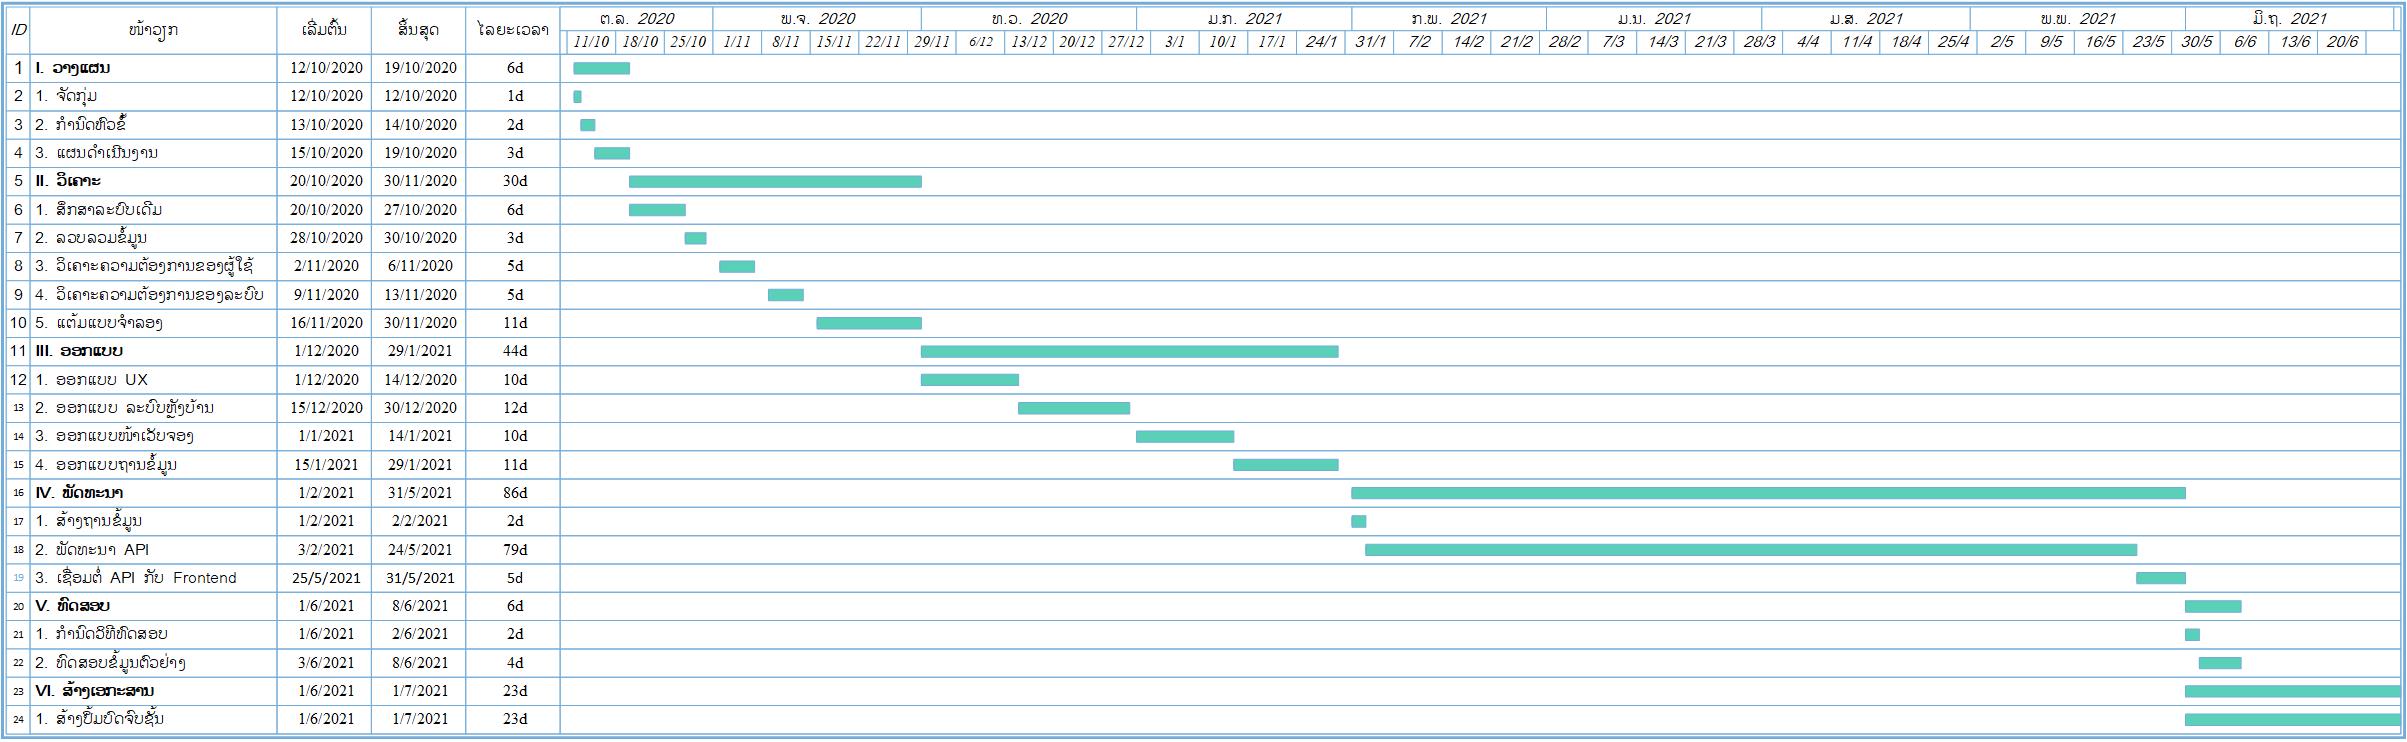 ID ໜ້າວຽກ ເລີ່ມຕົ້ນ ສິ້ນສຸດ ໄລຍະເວລາ ຕ.ລ. 2020 ພ.ຈ. 2020 ທ.ວ. 2020 ມ.ກ. 2021 ກ.ພ. 2021 ມ.ນ. 2021 ມ.ສ. 2021 ພ.ພ. 2021 ມິ.ຖ. 2021
11/10 18/10 25/10 1/11 8/11 15/11 22/11 29/11 6/12 13/12 20/12 27/12 3/1 10/1 17/1 24/1 31/1 7/2 14/2 21/2 28/2 7/3 14/3 21/3 28/3 4/4 11/4 18/4 25/4 2/5 9/5 16/5 23/5 30/5 6/6 13/6 20/6
1 I. ວາງແຜນ 12/10/2020 19/10/2020 6d
2 1. ຈັດກຸ່ມ 12/10/2020 12/10/2020 1d
3 2. ກຳນົດຫົວຂໍ້ 13/10/2020 14/10/2020 2d
4 3. ແຜນດຳເນີນງານ 15/10/2020 19/10/2020 3d
5 II. ວິເຄາະ 20/10/2020 30/11/2020 30d
6 1. ສຶກສາລະບົບເດີມ 20/10/2020 27/10/2020 6d
7 2. ລວບລວມຂໍ້ມູນ 28/10/2020 30/10/2020 3d
8 3. ວິເຄາະຄວາມຕ້ອງການຂອງຜູ້ໃຊ້ 2/11/2020 6/11/2020 5d
9 4. ວິເຄາະຄວາມຕ້ອງການຂອງລະບົບ 9/11/2020 13/11/2020 5d
10 5. ແຕ້ມແບບຈຳລອງ 16/11/2020 30/11/2020 11d
11 III. ອອກແບບ 1/12/2020 29/1/2021 44d
12 1. ອອກແບບ UX 1/12/2020 14/12/2020 10d
13 2. ອອກແບບ ລະບົບຫຼັງບ້ານ 15/12/2020 30/12/2020 12d
14 3. ອອກແບບໜ້າເວັບຈອງ 1/1/2021 14/1/2021 10d
15 4. ອອກແບບຖານຂໍ້ມູນ 15/1/2021 29/1/2021 11d
16 IV. ພັດທະນາ 1/2/2021 31/5/2021 86d
17 1. ສ້າງຖານຂໍ້ມູນ 1/2/2021 2/2/2021 2d
18 2. ພັດທະນາ API 3/2/2021 24/5/2021 79d
19 3. ເຊື່ອມຕໍ່ API ກັບ Frontend 25/5/2021 31/5/2021 5d
20 V. ທົດສອບ 1/6/2021 8/6/2021 6d
21 1. ກຳນົດວິທີທົດສອບ 1/6/2021 2/6/2021 2d
22 2. ທົດສອບຂໍ້ມູນຕົວຢ່າງ 3/6/2021 8/6/2021 4d
23 VI. ສ້າງເອກະສານ 1/6/2021 1/7/2021 23d
24 1. ສ້າງປຶ້ມບົດຈົບຊັ້ນ 1/6/2021 1/7/2021 23d